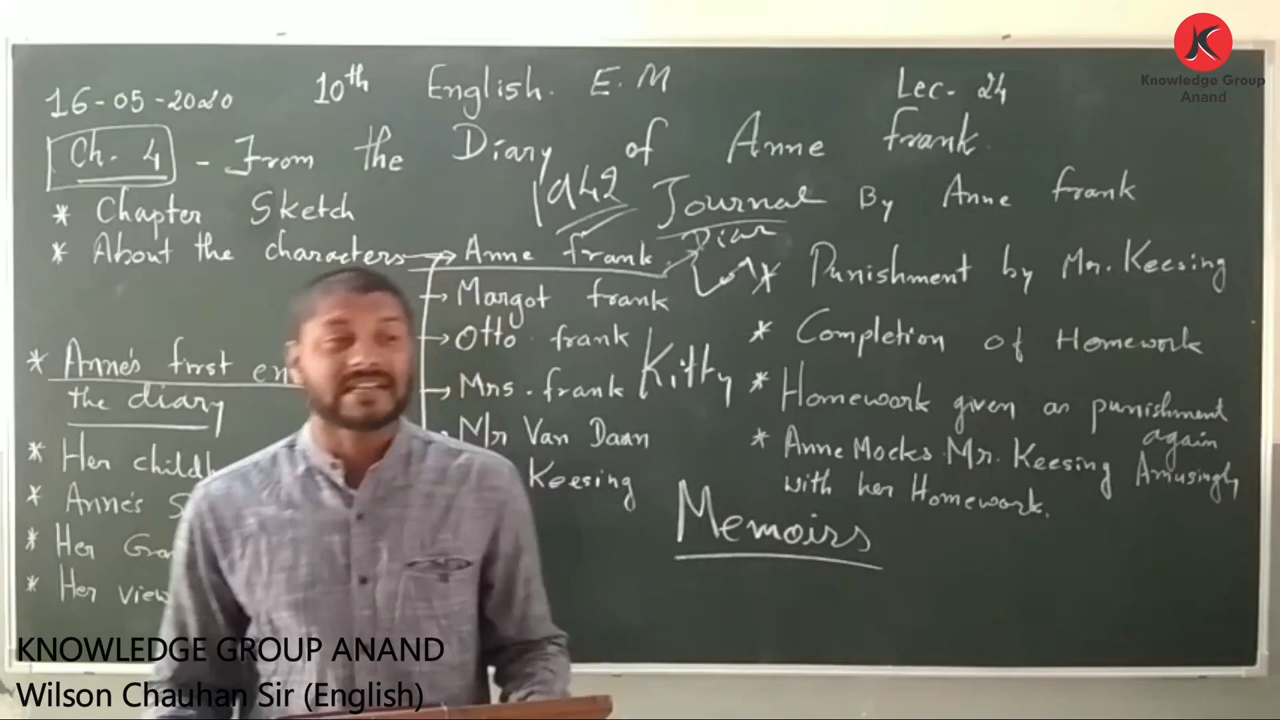 Knowledge Group
Anand
16-05-2020 10th English. E.M Lec- 24
Ch. 4 - From the Diary of Anne frank.
1942 Journal By Anne frank
* Chapter Sketch
* About the characters
Anne frank.
Margot frank
Otto frank
Mrs. frank
Mr Van Daan
Keesing
Diar
Kitty
Memoirs
* Anne's first en
the diary
* Her childh
* Anne's S
* Her Gra
* Her view
* Punishment by Mr. Keesing
* Completion of Homework
* Homework given as punishment
again
* Anne Mocks Mr. Keesing Amusingly
with her Homework.
KNOWLEDGE GROUP ANAND
Wilson Chauhan Sir (English)